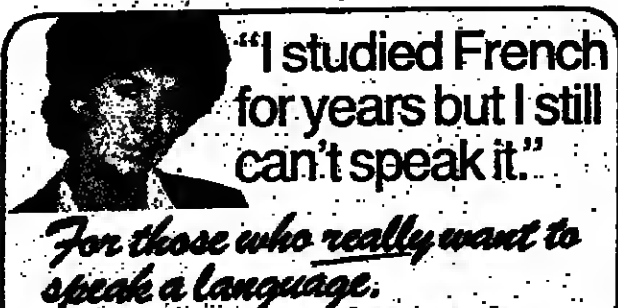 "I studied French
for years but I still
can't speak it."
For those who really want to
speak a language.